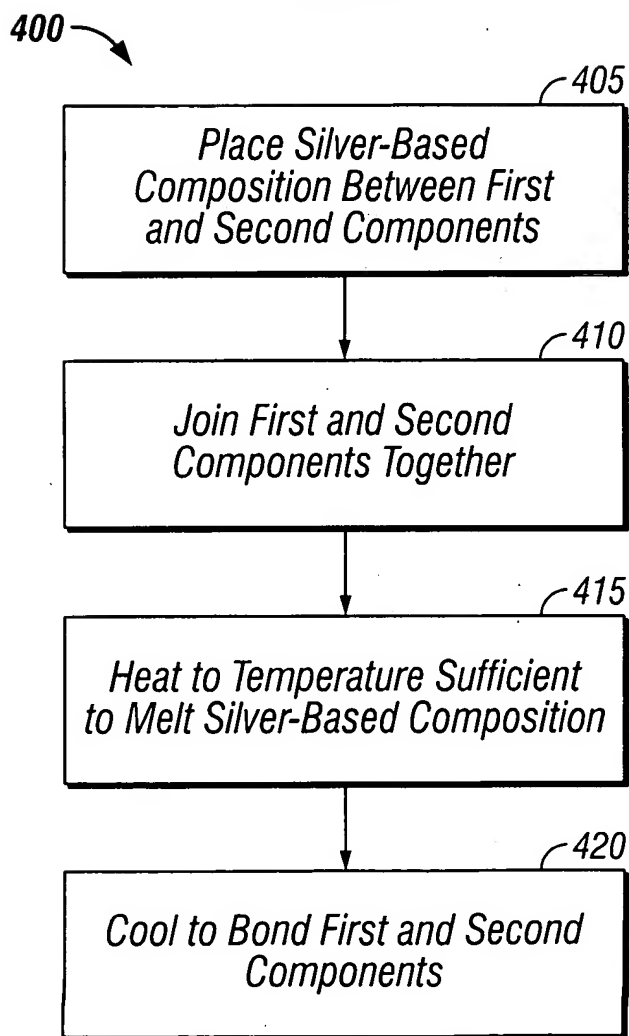 400
405
Place Silver-Based
Composition Between First
and Second Components
410
Join First and Second
Components Together
415
Heat to Temperature Sufficient
to Melt Silver-Based Composition
420
Cool to Bond First and Second
Components